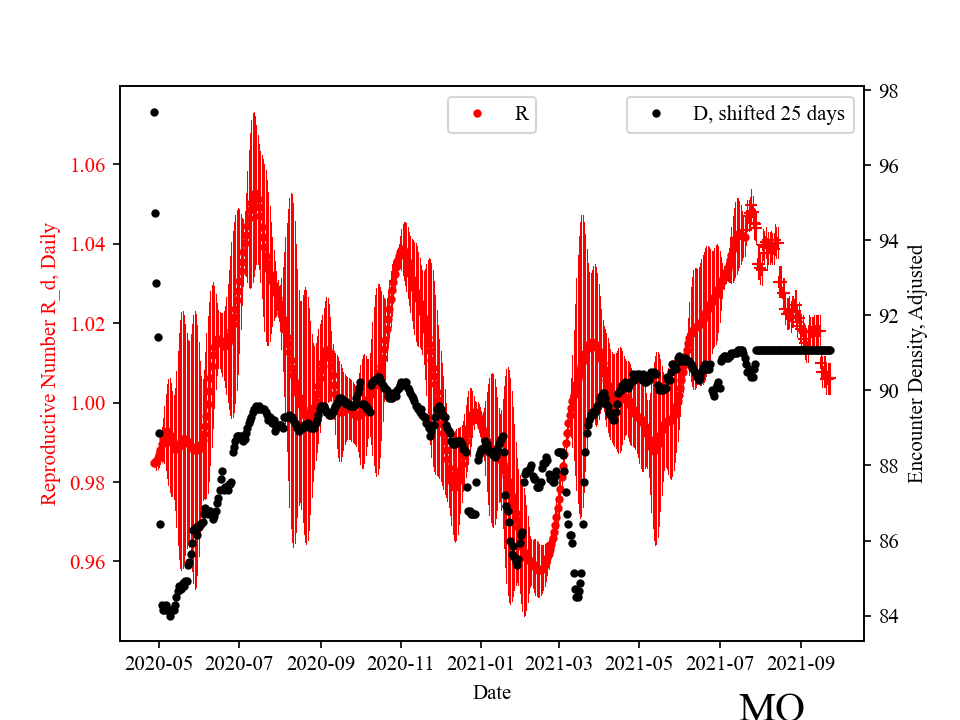 R
D, shifted 25 days
Reproductive Number R_d, Daily
1.06
1.04
1.02
1.00
0.98
0.96
98
96
94
92
90
88
86
84
Encounter Density, Adjusted
2020-05 2020-07 2020-09 2020-11 2021-01 2021-03 2021-05 2021-07 2021-09
Date
MO